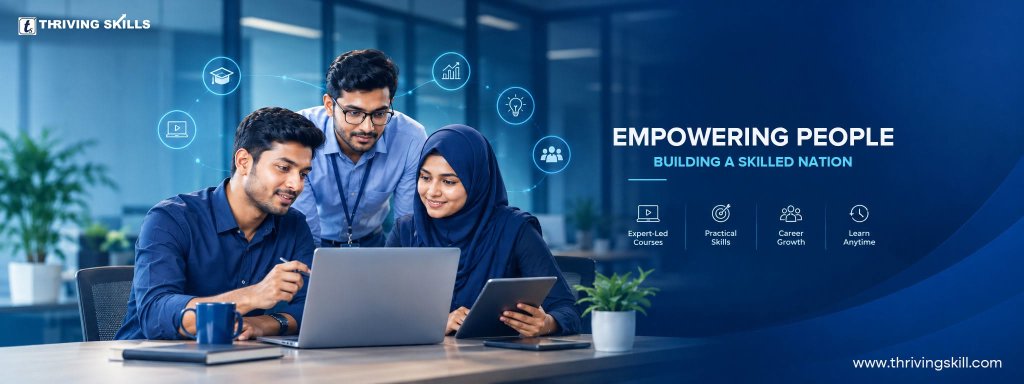 t.
THRIVING SKILLS
EMPOWERING PEOPLE
BUILDING A SKILLED NATION
Expert-Led
Courses
Practical
Skills
Career
Growth
Learn
Anytime
www.thrivingskill.com